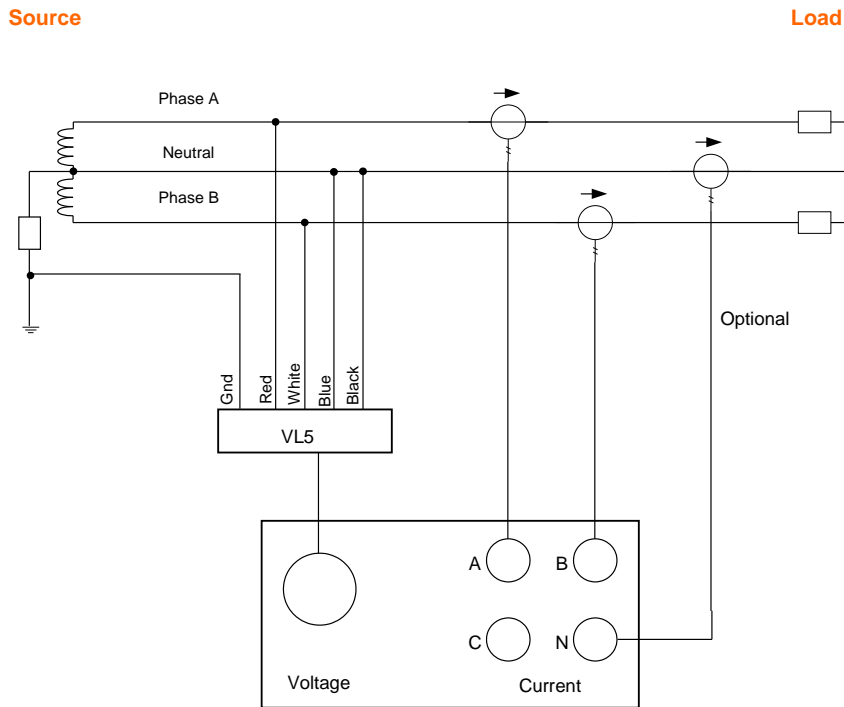 Source
Load
Phase A
Neutral
Phase B
Optional
Gnd
Red
White
Blue
Black
VL5
A
B
C
N
Voltage
Current